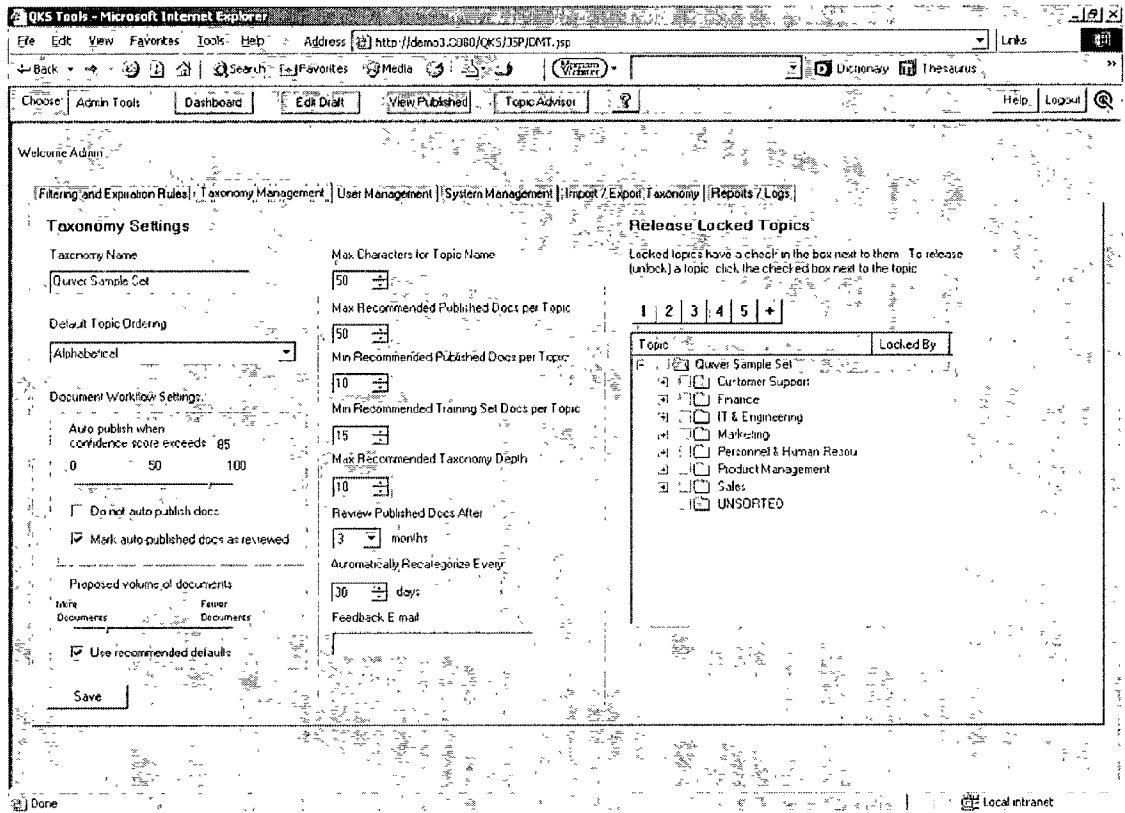 QKS Tools - Microsoft Internet Explorer
File Edit View Favorites Tools Help Address http://demo3:8080/QKS/JSP/DMT.jsp Links
Back Search Favorites Media Merriam Webster Dictionary Thesaurus »
Choose: Admin Tools Dashboard Edit Draft View Published Topic Advisor ? Help Logout
Welcome Admin
Filtering and Expiration Rules Taxonomy Management User Management System Management Import / Export Taxonomy Reports / Logs
Taxonomy Settings
Taxonomy Name
Quiver Sample Set
Default Topic Ordering
Alphabetical
Document Workflow Settings
Auto publish when
confidence score exceeds 85
0 50 100
Do not auto publish docs
Mark auto-published docs as reviewed
Proposed volume of documents
More Documents
Fewer Documents
Use recommended defaults
Save
Max Characters for Topic Name
50
Max Recommended Published Docs per Topic
50
Min Recommended Published Docs per Topic
10
Min Recommended Training Set Docs per Topic
15
Max Recommended Taxonomy Depth
10
Review Published Docs After
3 months
Automatically Recategorize Every
30 days
Feedback E-mail
Release Locked Topics
Locked topics have a check in the box next to them. To release
(unlock) a topic, click the checked box next to the topic
1 2 3 4 5 +
Topic Locked By
Quiver Sample Set
Customer Support
Finance
IT & Engineering
Marketing
Personnel & Human Resou
Product Management
Sales
UNSORTED
Done Local intranet